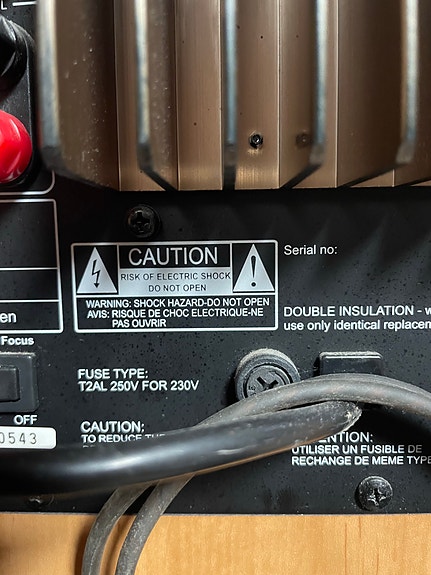 L
CAUTION
RISK OF ELECTRIC SHOCK
DO NOT OPEN
WARNING: SHOCK HAZARD-DO NOT OPEN
AVIS: RISQUE DE CHOC ELECTRIQUE-NE
PAS OUVRIR
Serial no:
DOUBLE INSULATION - w
use only identical replacem
en
Focus
FUSE TYPE:
T2AL 250V FOR 230V
OFF
0543
CAUTION:
TO REDUCE THE
ENTION:
UTILISER UN FUSIBLE DE
RECHANGE DE MEME TYPE